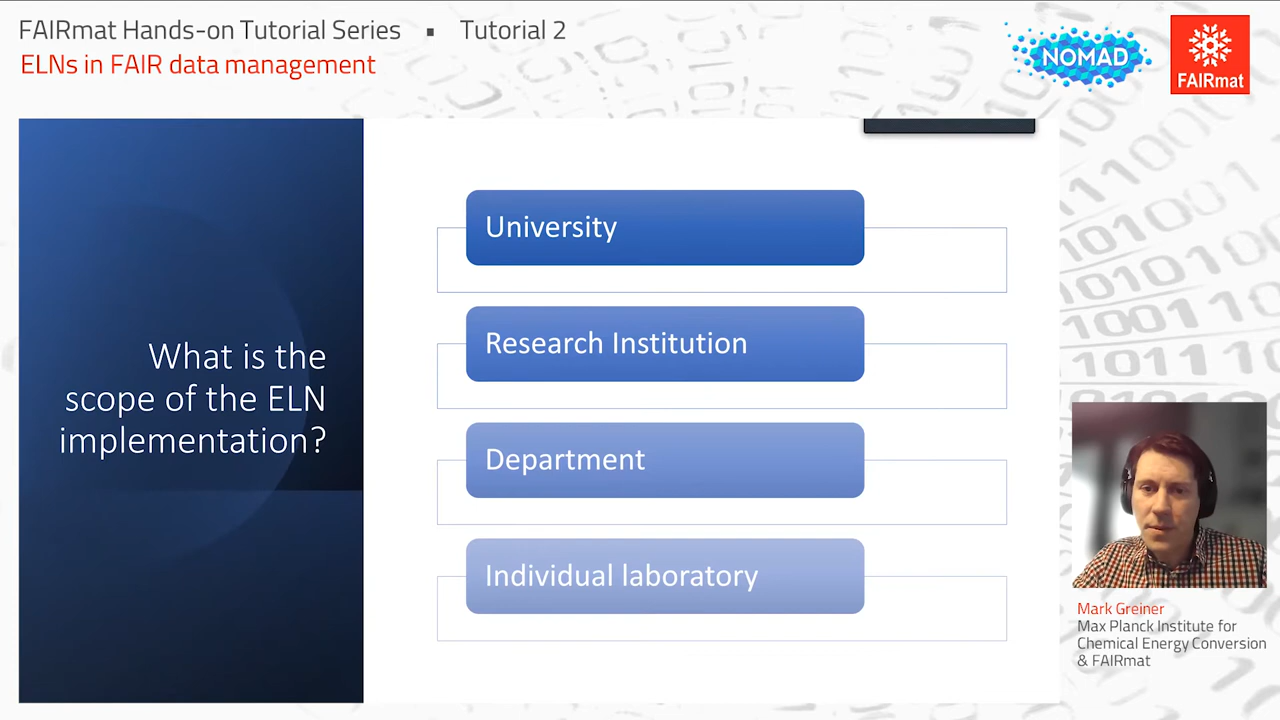 FAIRmat Hands-on Tutorial Series ▪ Tutorial 2
ELNs in FAIR data management
NOMAD
FAIRmat
What is the
scope of the ELN
implementation?
University
Research Institution
Department
Individual laboratory
Mark Greiner
Max Planck Institute for
Chemical Energy Conversion
& FAIRmat